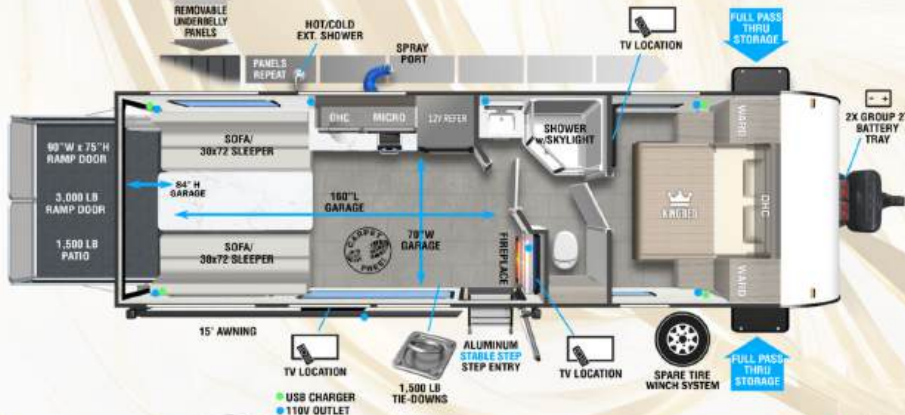 REMOVABLE
UNDERBELLY
PANELS
HOT/COLD
EXT. SHOWER
PANELS
REPEAT
SPRAY
PORT
TV LOCATION
FULL PASS
THRU
STORAGE
2X GROUP 27
BATTERY
TRAY
90"W x 75"H
RAMP DOOR
3,000 LB
RAMP DOOR
1,500 LB
PATIO
SOFA/
30x72 SLEEPER
84" H
GARAGE
SOFA/
30x72 SLEEPER
OHC
MICRO
12V REFER
160"L
GARAGE
GARAGE
CARPET
FREE!
FIREPLACE
SHOWER
w/SKYLIGHT
WARD
KING BED
OHC
WARD
15' AWNING
TV LOCATION
USB CHARGER
110V OUTLET
1,500 LB
TIE-DOWNS
ALUMINUM
STABLE STEP
STEP ENTRY
TV LOCATION
SPARE TIRE
WINCH SYSTEM
FULL PASS
THRU
STORAGE